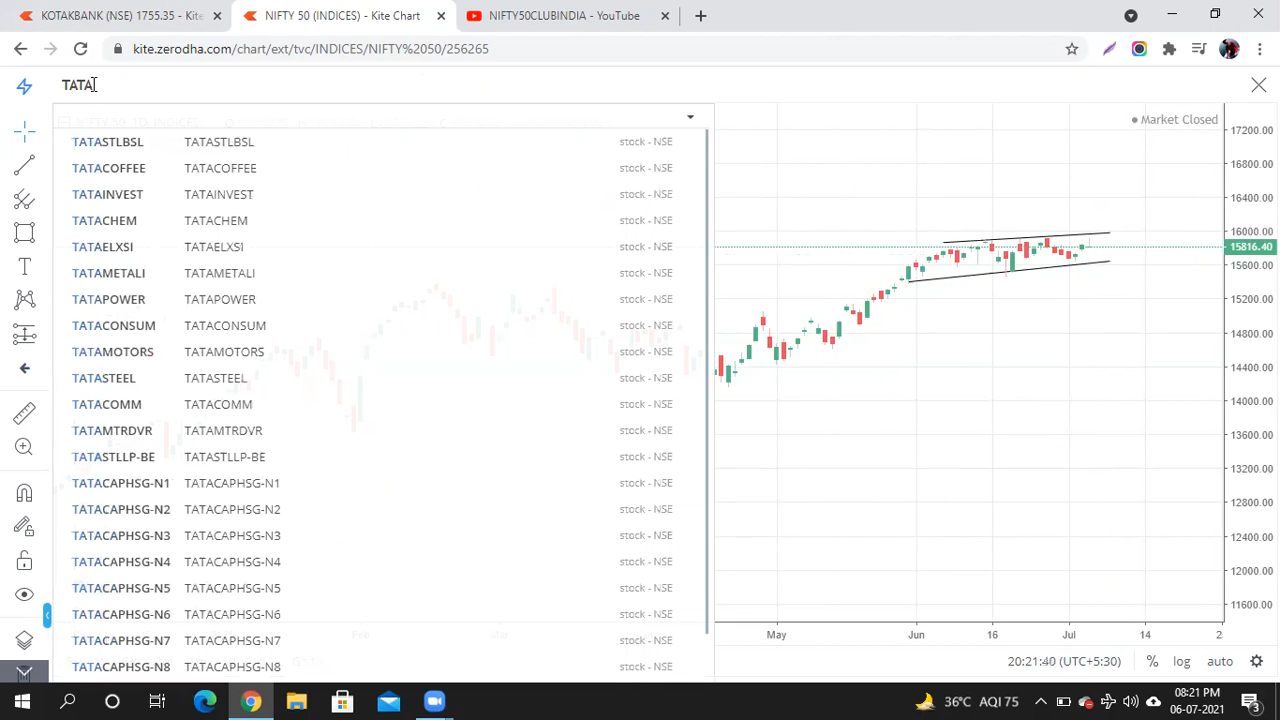 KOTAKBANK (NSE) 1755.35 - Kite
NIFTY 50 (INDICES) - Kite Chart
NIFTY50CLUBINDIA - YouTube
kite.zerodha.com/chart/ext/tvc/INDICES/NIFTY%2050/256265
TATA
NIFTY 50, 1D, INDICES
Market Closed
TATASTLBSL TATASTLBSL stock - NSE
TATACOFFEE TATACOFFEE stock - NSE
TATAINVEST TATAINVEST stock - NSE
TATACHEM TATACHEM stock - NSE
TATAELXSI TATAELXSI stock - NSE
TATAMETALI TATAMETALI stock - NSE
TATAPOWER TATAPOWER stock - NSE
TATACONSUM TATACONSUM stock - NSE
TATAMOTORS TATAMOTORS stock - NSE
TATASTEEL TATASTEEL stock - NSE
TATACOMM TATACOMM stock - NSE
TATAMTRDVR TATAMTRDVR stock - NSE
TATASTLLP-BE TATASTLLP-BE stock - NSE
TATACAPHSG-N1 TATACAPHSG-N1 stock - NSE
TATACAPHSG-N2 TATACAPHSG-N2 stock - NSE
TATACAPHSG-N3 TATACAPHSG-N3 stock - NSE
TATACAPHSG-N4 TATACAPHSG-N4 stock - NSE
TATACAPHSG-N5 TATACAPHSG-N5 stock - NSE
TATACAPHSG-N6 TATACAPHSG-N6 stock - NSE
TATACAPHSG-N7 TATACAPHSG-N7 stock - NSE
TATACAPHSG-N8 TATACAPHSG-N8 stock - NSE
17200.00
16800.00
16400.00
16000.00
15816.40
15600.00
15200.00
14800.00
14400.00
14000.00
13600.00
13200.00
12800.00
12400.00
12000.00
11600.00
Feb Mar May Jun 16 Jul 14 2
20:21:40 (UTC+5:30) % log auto
36°C AQI 75
08:21 PM
06-07-2021
3